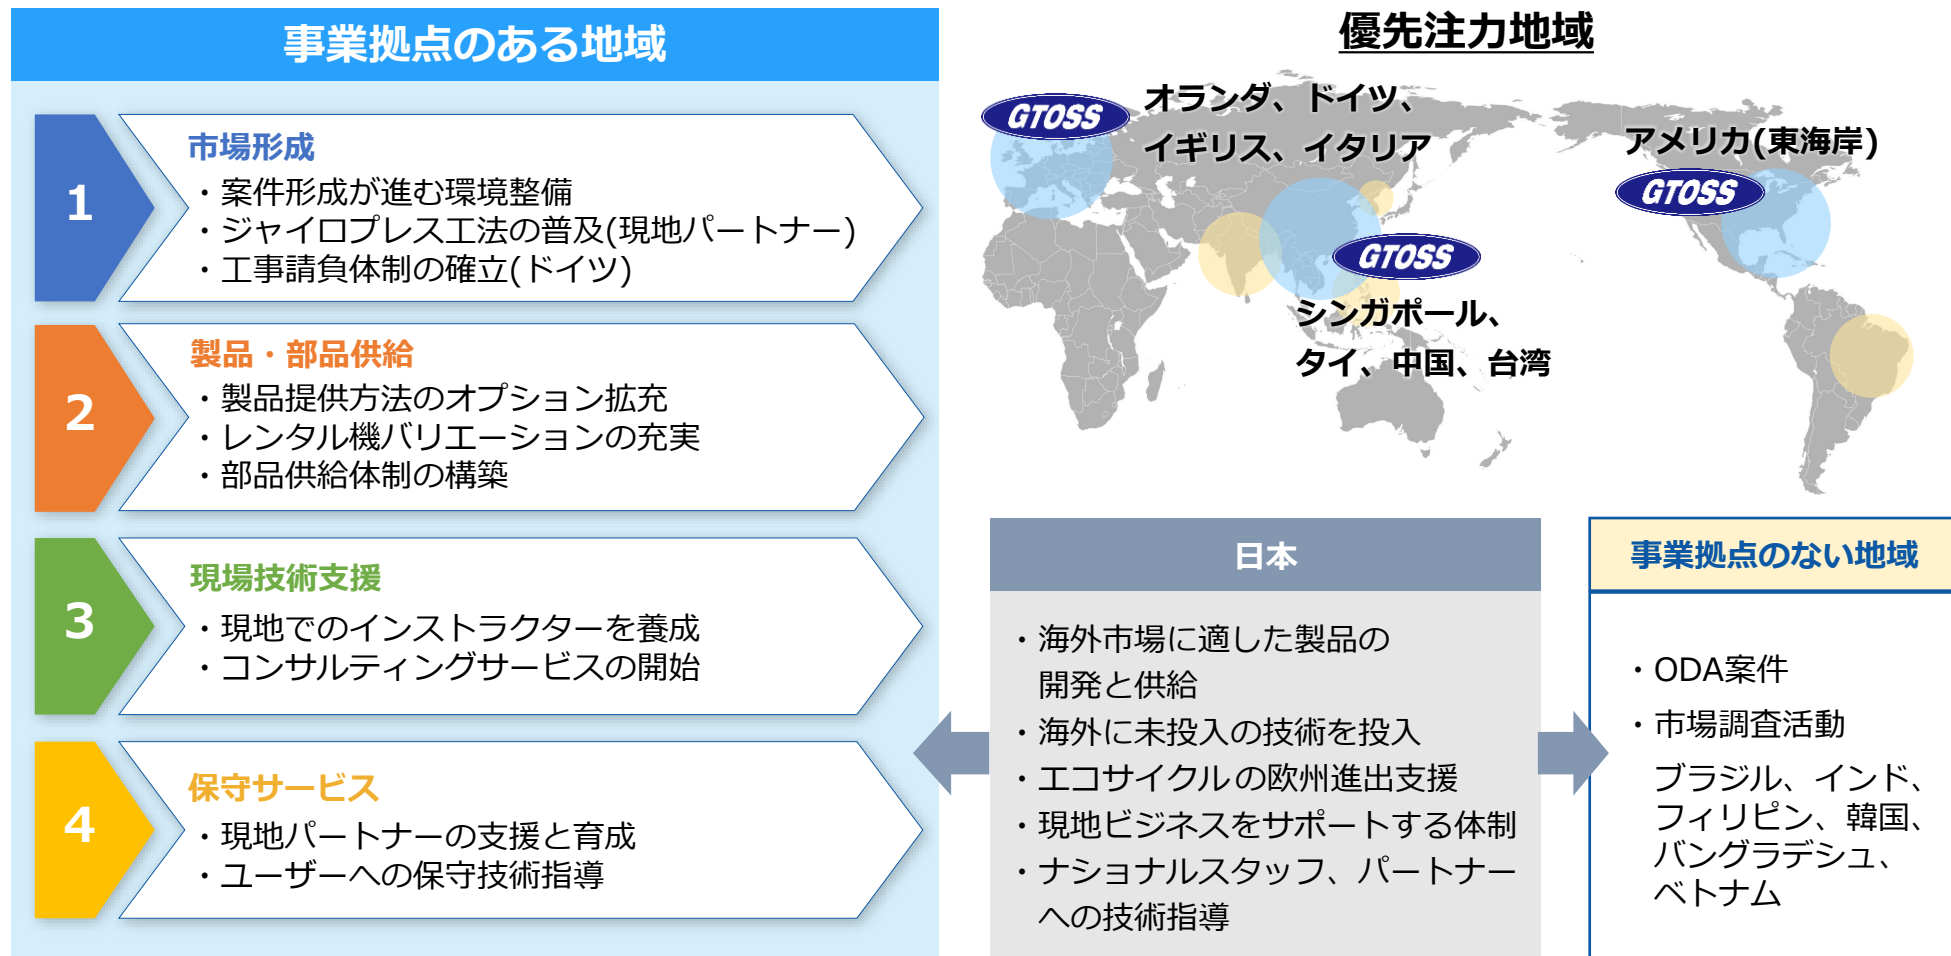 事業拠点のある地域
1
市場形成
・案件形成が進む環境整備
・ジャイロプレス工法の普及(現地パートナー)
・工事請負体制の確立(ドイツ)
2
製品・部品供給
・製品提供方法のオプション拡充
・レンタル機バリエーションの充実
・部品供給体制の構築
3
現場技術支援
・現地でのインストラクターを養成
・コンサルティングサービスの開始
4
保守サービス
・現地パートナーの支援と育成
・ユーザーへの保守技術指導
優先注力地域
GTOSS
オランダ、ドイツ、
イギリス、イタリア
アメリカ(東海岸)
GTOSS
GTOSS
シンガポール、
タイ、中国、台湾
日本
・海外市場に適した製品の
開発と供給
・海外に未投入の技術を投入
・エコサイクルの欧州進出支援
・現地ビジネスをサポートする体制
・ナショナルスタッフ、パートナー
への技術指導
事業拠点のない地域
・ODA案件
・市場調査活動
ブラジル、インド、
フィリピン、韓国、
バングラデシュ、
ベトナム